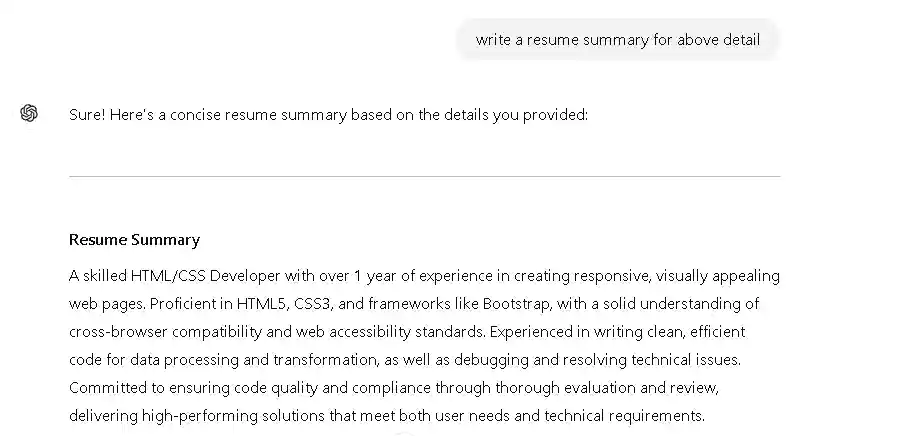 write a resume summary for above detail
Sure! Here's a concise resume summary based on the details you provided:
Resume Summary
A skilled HTML/CSS Developer with over 1 year of experience in creating responsive, visually appealing
web pages. Proficient in HTML5, CSS3, and frameworks like Bootstrap, with a solid understanding of
cross-browser compatibility and web accessibility standards. Experienced in writing clean, efficient
code for data processing and transformation, as well as debugging and resolving technical issues.
Committed to ensuring code quality and compliance through thorough evaluation and review,
delivering high-performing solutions that meet both user needs and technical requirements.